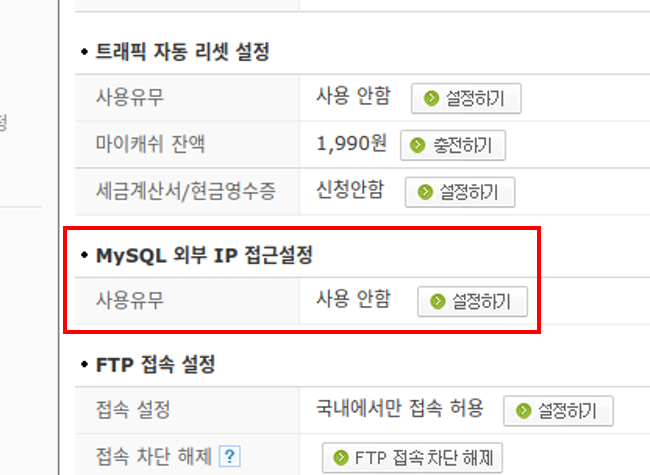 • 트래픽 자동 리셋 설정
사용유무 사용 안함 설정하기
마이캐쉬 잔액 1,990원 충전하기
세금계산서/현금영수증 신청안함 설정하기
• MySQL 외부 IP 접근설정
사용유무 사용 안함 설정하기
• FTP 접속 설정
접속 설정 국내에서만 접속 허용 설정하기
접속 차단 해제 ? FTP 접속 차단 해제